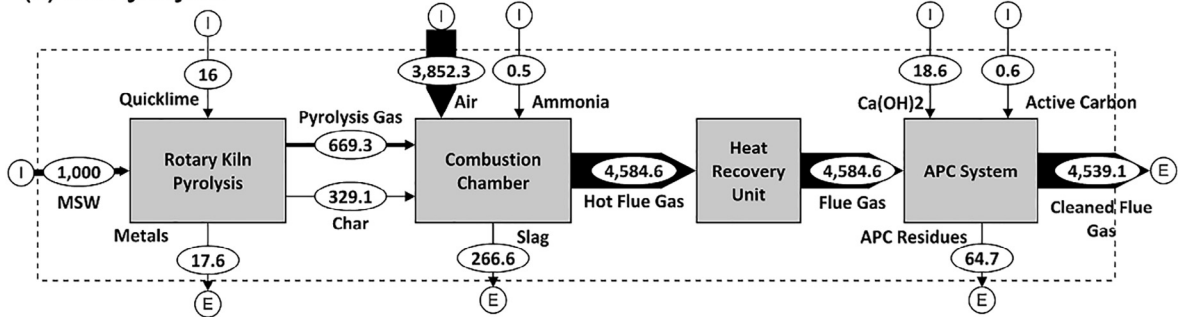 I
I
I
I
I
16
3,852.3
0.5
18.6
0.6
Quicklime
Air
Ammonia
Ca(OH)2
Active Carbon
Pyrolysis Gas
669.3
I
1,000
MSW
Rotary Kiln
Pyrolysis
329.1
Char
Combustion
Chamber
4,584.6
Hot Flue Gas
Heat
Recovery
Unit
4,584.6
Flue Gas
APC System
4,539.1
E
Cleaned Flue
Gas
Metals
17.6
E
Slag
266.6
E
APC Residues
64.7
E